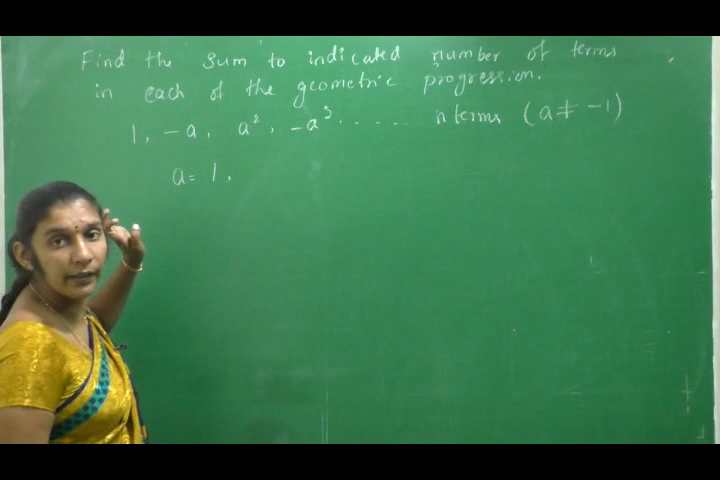 Find the sum to indicated number of terms
in each of the geometric progression.
1, -a, a², -a³ ...... n terms (a ≠ -1)
a = 1,